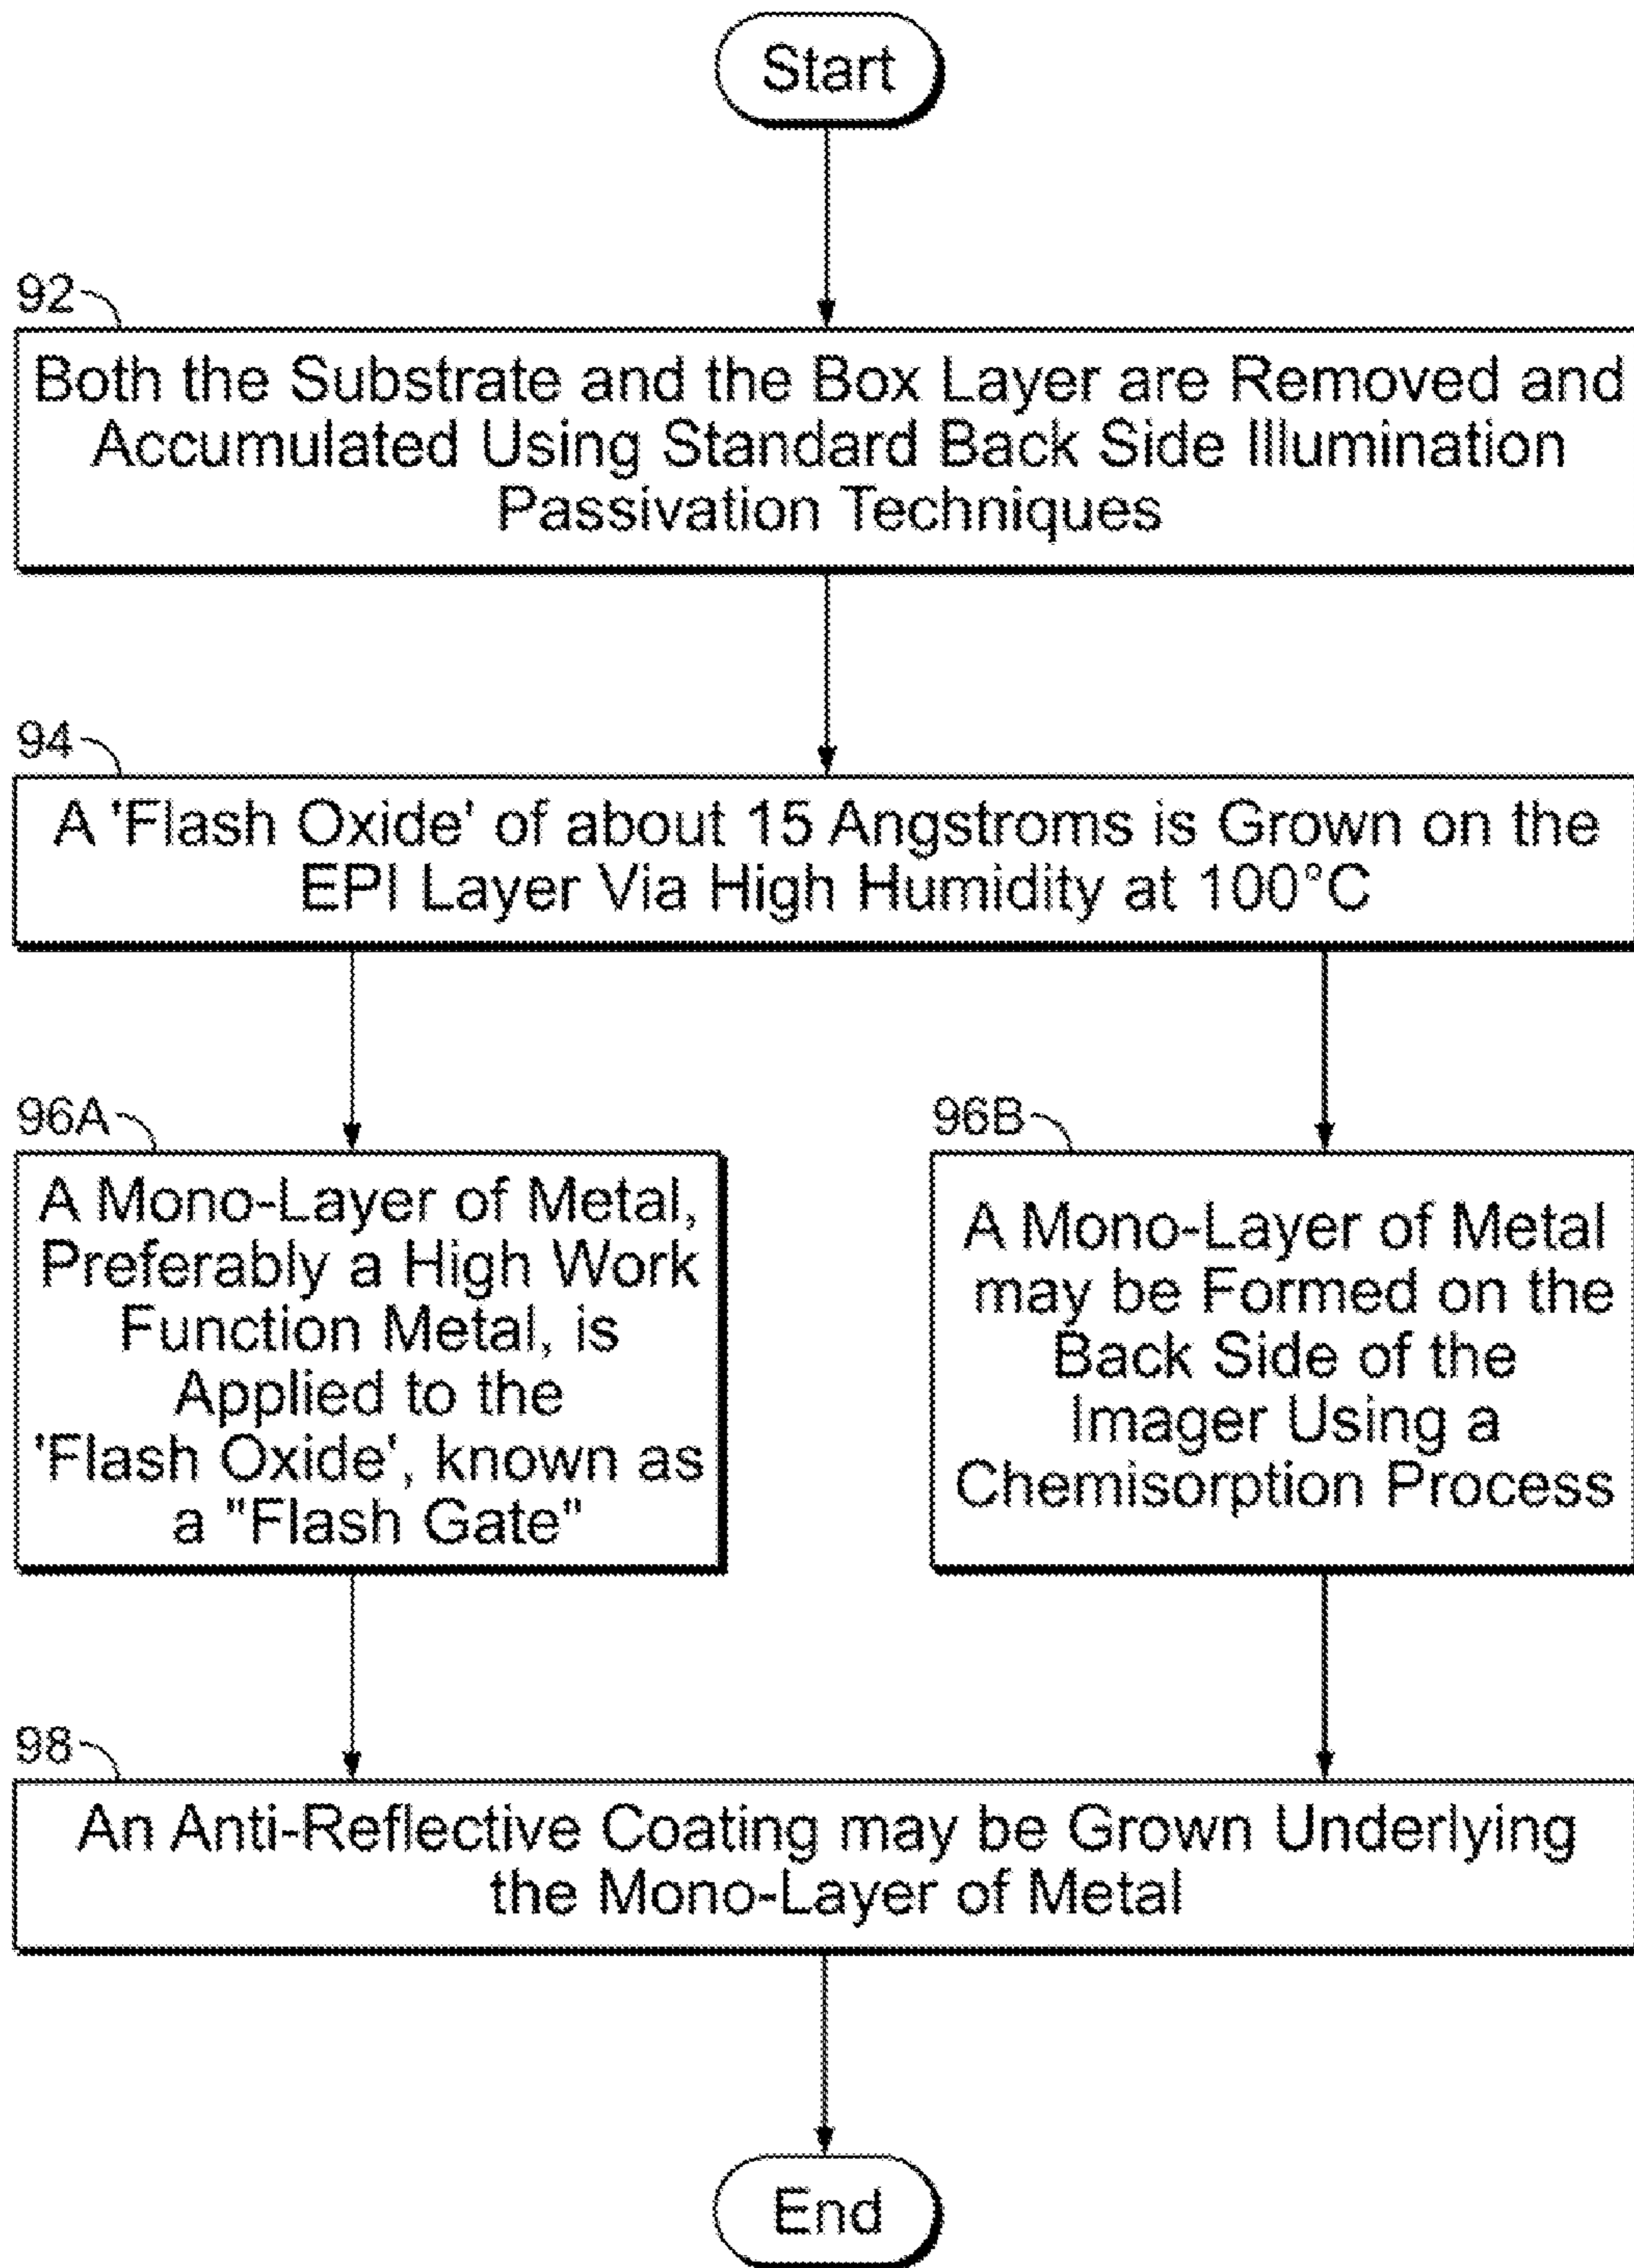 Start
92
Both the Substrate and the Box Layer are Removed and
Accumulated Using Standard Back Side Illumination
Passivation Techniques
94
A 'Flash Oxide' of about 15 Angstroms is Grown on the
EPI Layer Via High Humidity at 100°C
96A
A Mono-Layer of Metal,
Preferably a High Work
Function Metal, is
Applied to the
'Flash Oxide', known as
a "Flash Gate"
96B
A Mono-Layer of Metal
may be Formed on the
Back Side of the
Imager Using a
Chemisorption Process
98
An Anti-Reflective Coating may be Grown Underlying
the Mono-Layer of Metal
End